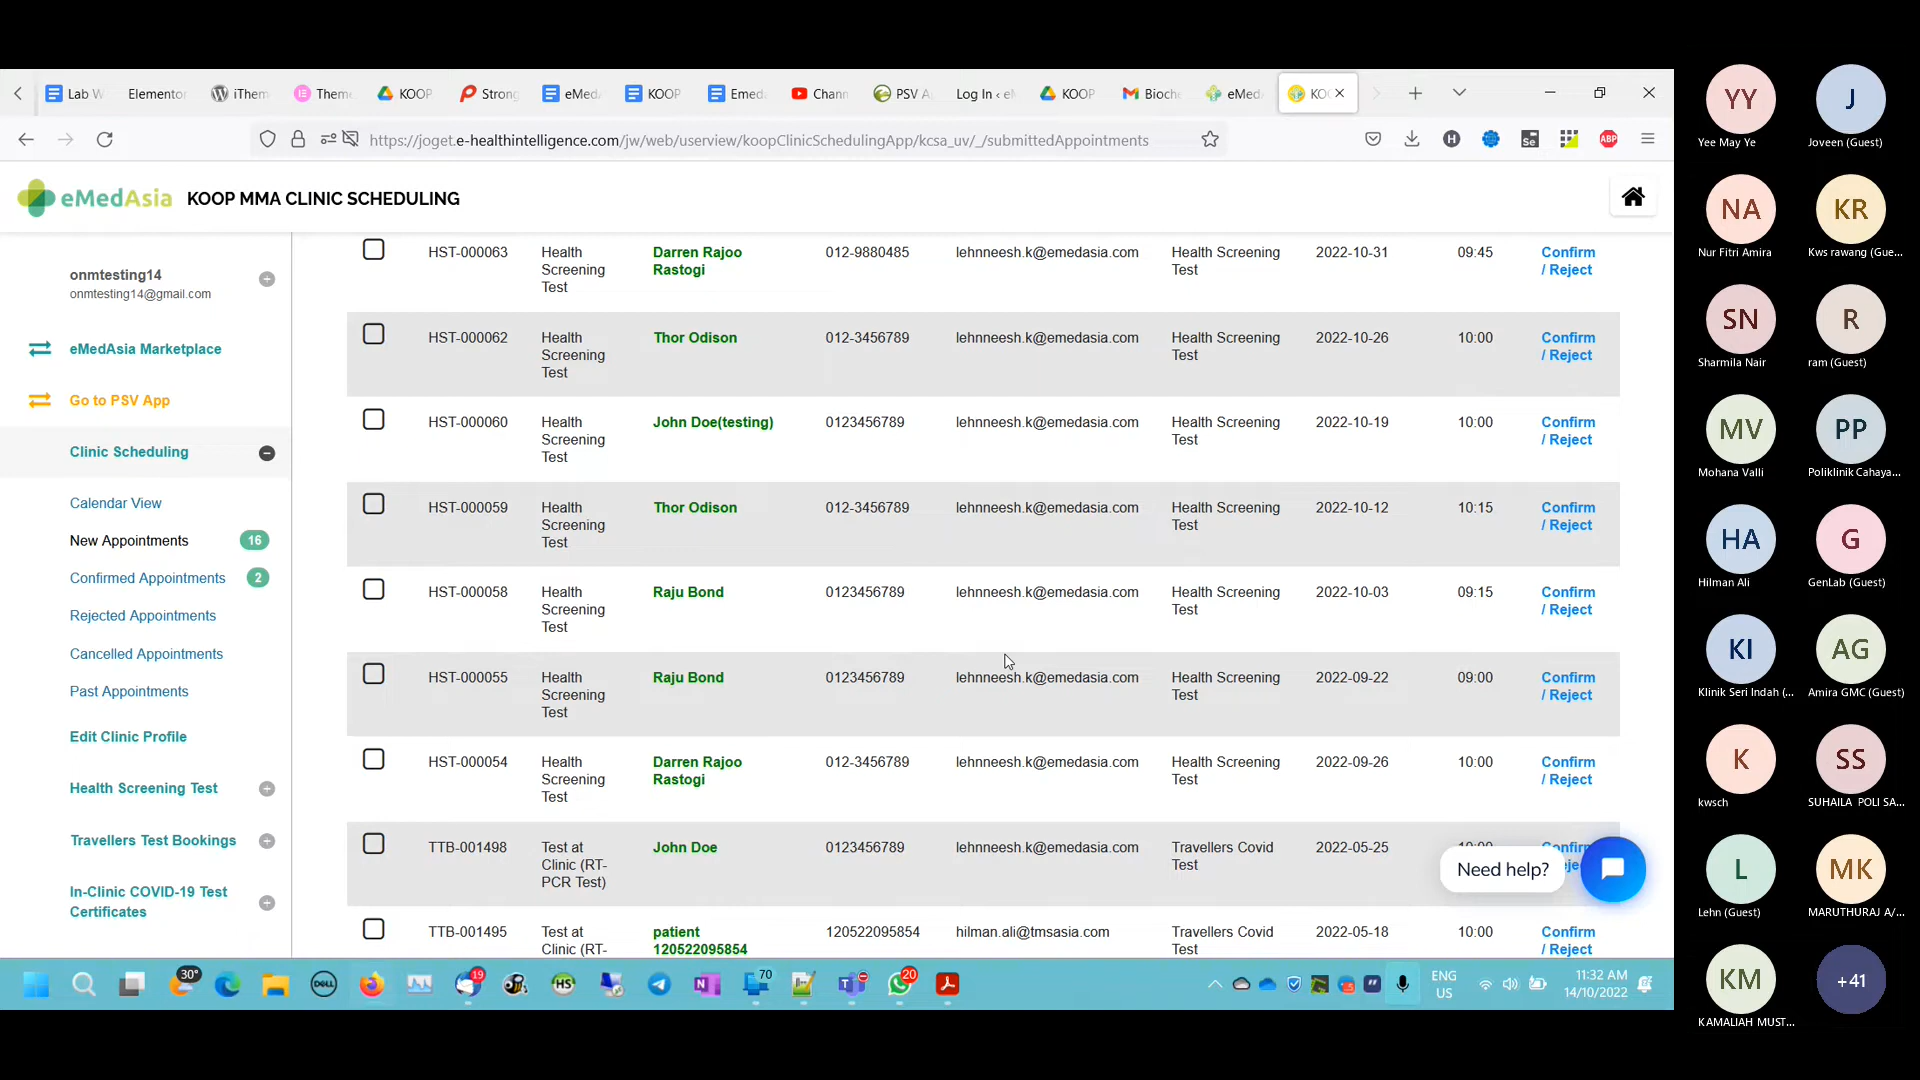 Lab W
Elementor
iThem
Theme
KOOP
Strong
eMed
KOOP
Emed
Chann
PSV A
Log In ‹ e
KOOP
Bioch
eMed
KO
https://joget.e-healthintelligence.com/jw/web/userview/koopClinicSchedulingApp/kcsa_uv/_/submittedAppointments
H
Se
ABP
eMedAsia KOOP MMA CLINIC SCHEDULING
onmtesting14
onmtesting14@gmail.com
eMedAsia Marketplace
Go to PSV App
Clinic Scheduling
Calendar View
New Appointments 16
Confirmed Appointments 2
Rejected Appointments
Cancelled Appointments
Past Appointments
Edit Clinic Profile
Health Screening Test
Travellers Test Bookings
In-Clinic COVID-19 Test
Certificates
HST-000063 Health Darren Rajoo 012-9880485 lehnneesh.k@emedasia.com Health Screening 2022-10-31 09:45 Confirm
Screening Rastogi Test / Reject
Test
HST-000062 Health Thor Odison 012-3456789 lehnneesh.k@emedasia.com Health Screening 2022-10-26 10:00 Confirm
Screening Test / Reject
Test
HST-000060 Health John Doe(testing) 0123456789 lehnneesh.k@emedasia.com Health Screening 2022-10-19 10:00 Confirm
Screening Test / Reject
Test
HST-000059 Health Thor Odison 012-3456789 lehnneesh.k@emedasia.com Health Screening 2022-10-12 10:15 Confirm
Screening Test / Reject
Test
HST-000058 Health Raju Bond 0123456789 lehnneesh.k@emedasia.com Health Screening 2022-10-03 09:15 Confirm
Screening Test / Reject
Test
HST-000055 Health Raju Bond 0123456789 lehnneesh.k@emedasia.com Health Screening 2022-09-22 09:00 Confirm
Screening Test / Reject
Test
HST-000054 Health Darren Rajoo 012-3456789 lehnneesh.k@emedasia.com Health Screening 2022-09-26 10:00 Confirm
Screening Rastogi Test / Reject
Test
TTB-001498 Test at John Doe 0123456789 lehnneesh.k@emedasia.com Travellers Covid 2022-05-25
Clinic (RT- Test
PCR Test)
Need help?
TTB-001495 Test at patient 120522095854 hilman.ali@tmsasia.com Travellers Covid 2022-05-18 10:00 Confirm
Clinic (RT- 120522095854 Test / Reject
30°
DELL
19
HS
N
70
20
ENG
US
11:32 AM
14/10/2022
YY
Yee May Ye
J
Joveen (Guest)
NA
Nur Fitri Amira
KR
Kws rawang (Gue...
SN
Sharmila Nair
R
ram (Guest)
MV
Mohana Valli
PP
Poliklinik Cahaya...
HA
Hilman Ali
G
GenLab (Guest)
KI
Klinik Seri Indah (...
AG
Amira GMC (Guest)
K
kwsch
SS
SUHAILA POLI SA...
L
Lehn (Guest)
MK
MARUTHURAJ A/...
KM
KAMALIAH MUST...
+41